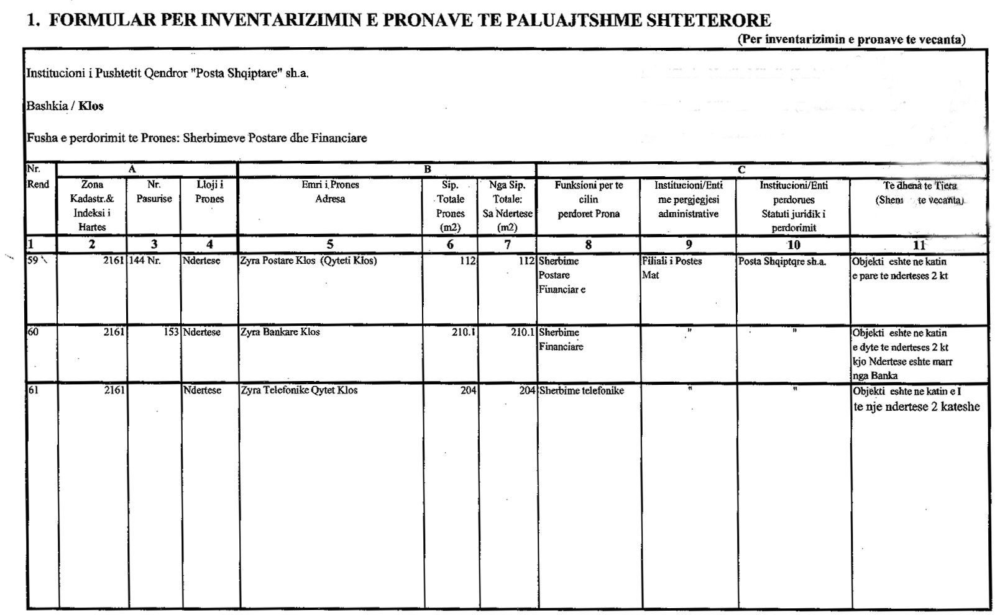 1. FORMULAR PER INVENTARIZIMIN E PRONAVE TE PALUAJTSHME SHTETERORE
(Per inventarizimin e pronave te vecanta)
Institucioni i Pushtetit Qendror "Posta Shqiptare" sh.a.
Bashkia / Klos
Fusha e perdorimit te Prones: Sherbimeve Postare dhe Financiare
Nr. A B C
Rend Zona Nr. Lloji i Emri i Prones Sip. Nga Sip. Funksioni per te Institucioni/Enti Institucioni/Enti Te dhena te Tjera
Kadastr.& Pasurise Prones Adresa Totale Totale: cilin me pergjegjesi perdorues (Shenı te vecanta)
Indeksi i Prones Sa Ndertese perdoret Prona administrative Statuti juridik i
Hartes (m2) (m2) perdorimit
1 2 3 4 5 6 7 8 9 10 11
59 2161 144 Nr. Ndertese Zyra Postare Klos (Qyteti Klos) 112 112 Sherbime Filiali i Postes Posta Shqiptqre sh.a. Objekti eshte ne katin
Postare Mat e pare te nderteses 2 kt
Financiar e
60 2161 153 Ndertese Zyra Bankare Klos 210.1 210.1 Sherbime " " Objekti eshte ne katin
Financiare e dyte te nderteses 2 kt
kjo Ndertese eshte marr
nga Banka
61 2161 Ndertese Zyra Telefonike Qytet Klos 204 204 Sherbime telefonike " " Objekti eshte ne katin e I
te nje ndertese 2 kateshe